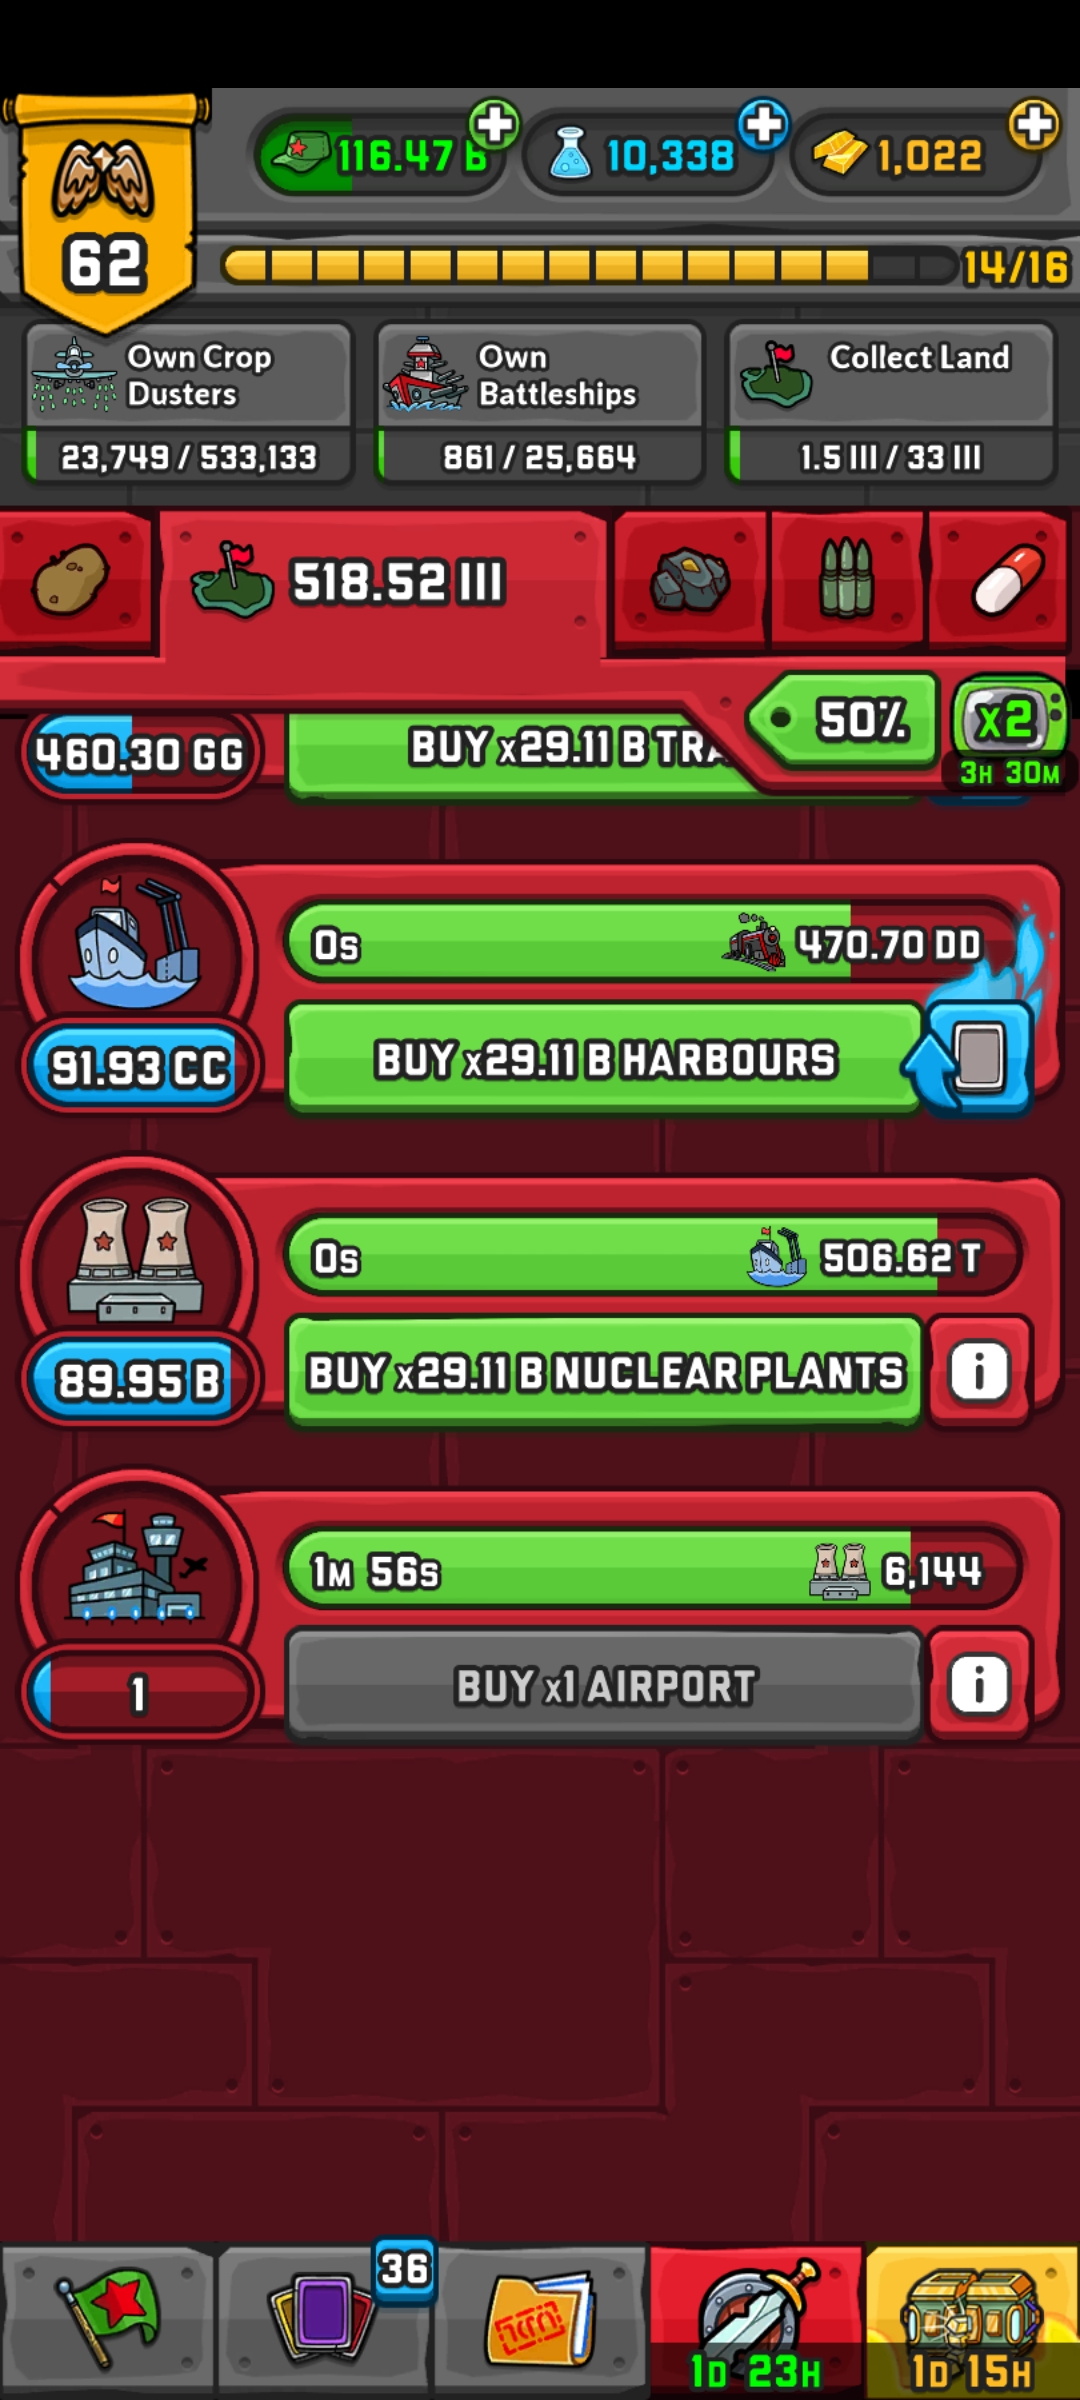 116.47 B
10,338
1,022
62
14/16
Own Crop
Dusters
23,749 / 533,133
Own
Battleships
861 / 25,664
Collect Land
1.5 III / 33 III
518.52 III
50%
x2
3H 30M
460.30 GG
BUY x29.11 B TRA
0s
470.70 DD
91.93 CC
BUY x29.11 B HARBOURS
0s
506.62 T
89.95 B
BUY x29.11 B NUCLEAR PLANTS
i
1M 56s
6,144
1
BUY x1 AIRPORT
i
36
1D 23H
1D 15H